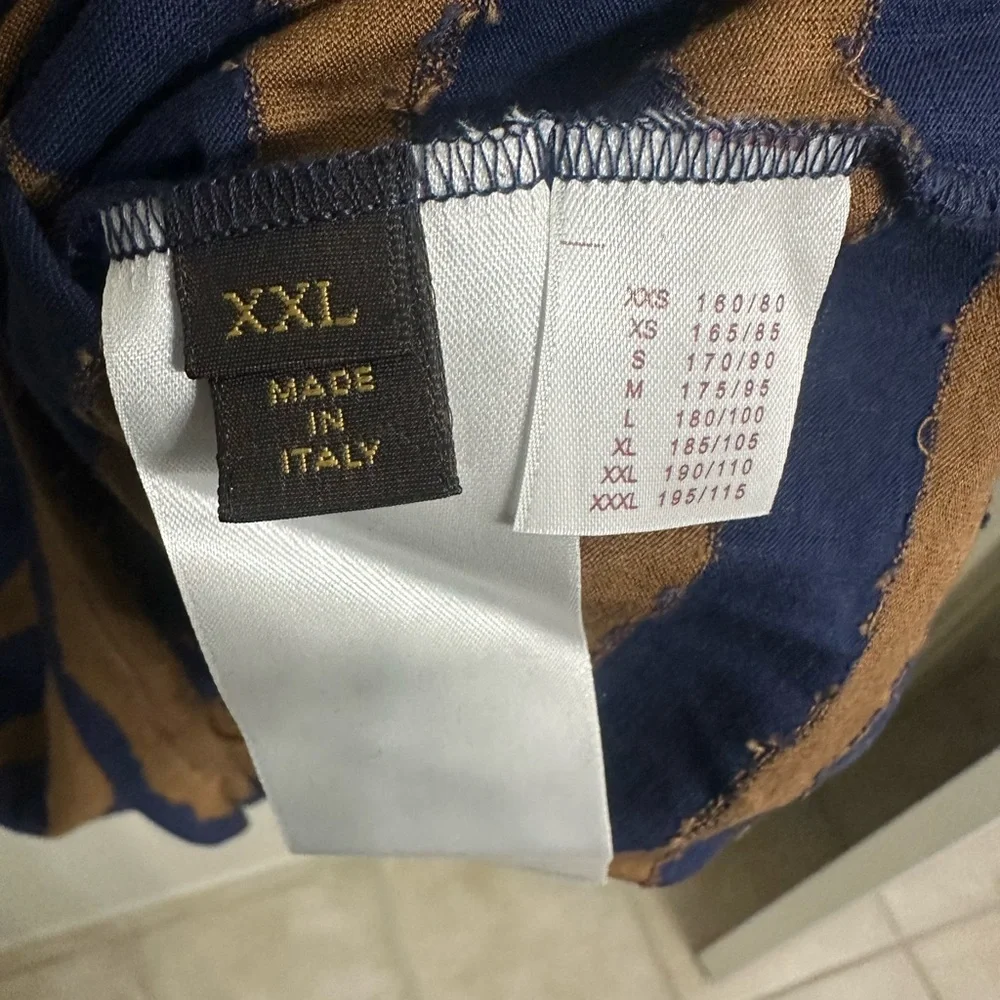 XXL
MADE
IN
ITALY
XXS 160/80
XS 165/85
S 170/90
M 175/95
L 180/100
XL 185/105
XXL 190/110
XXXL 195/115